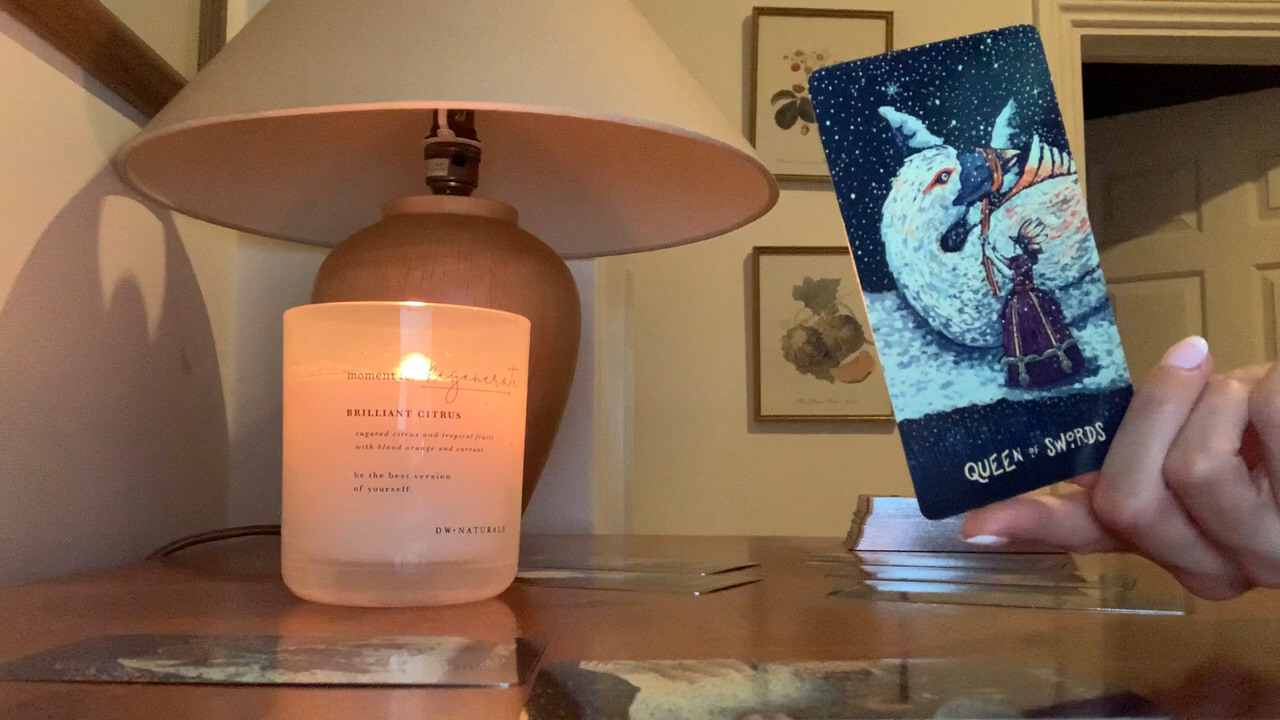 moment to Regenerate
BRILLIANT CITRUS
sugared citrus and tropical fruits
with blood orange and currant
be the best version
of yourself.
DW•NATURALS
QUEEN OF SWORDS